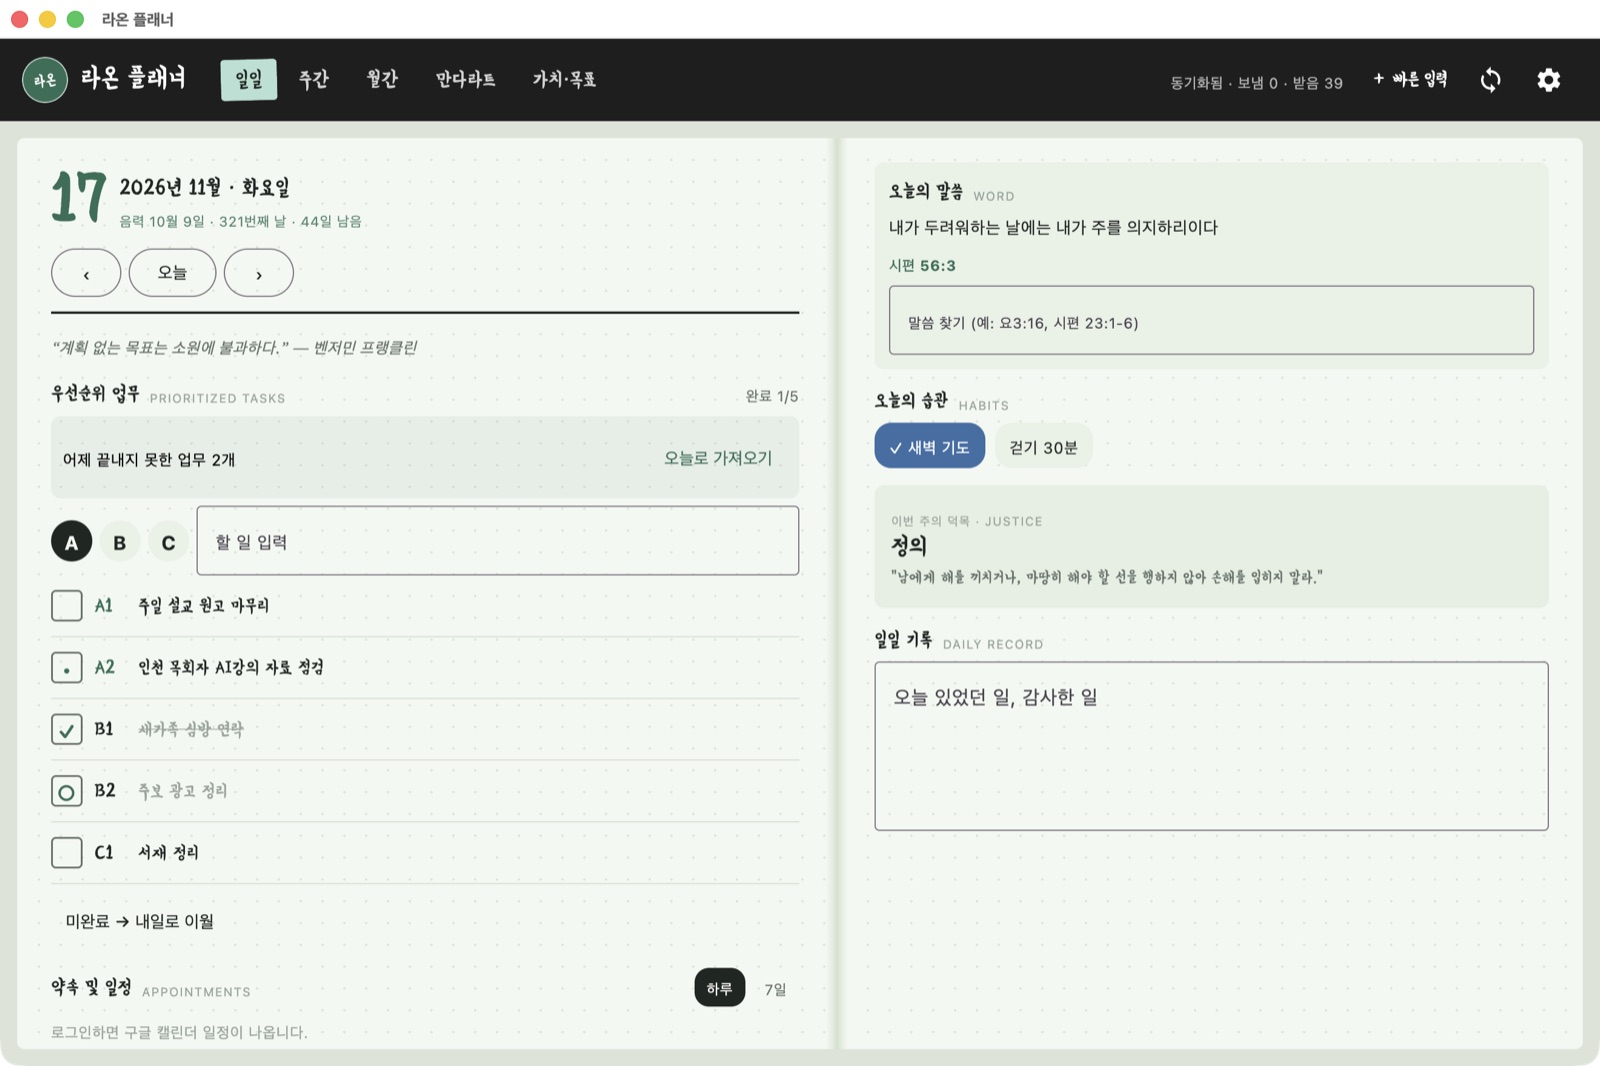 라온 플래너
라온 라온 플래너 일일 주간 월간 만다라트 가치·목표 동기화됨 · 보냄 0 · 받음 39 + 빠른 입력
17 2026년 11월 · 화요일
음력 10월 9일 · 321번째 날 · 44일 남음
‹ 오늘 ›
“계획 없는 목표는 소원에 불과하다.” — 벤저민 프랭클린
우선순위 업무 PRIORITIZED TASKS 완료 1/5
어제 끝내지 못한 업무 2개 오늘로 가져오기
A B C 할 일 입력
A1 주일 설교 원고 마무리
A2 인천 목회자 AI강의 자료 점검
B1 새가족 심방 연락
B2 주보 광고 정리
C1 서재 정리
미완료 → 내일로 이월
약속 및 일정 APPOINTMENTS 하루 7일
로그인하면 구글 캘린더 일정이 나옵니다.
오늘의 말씀 WORD
내가 두려워하는 날에는 내가 주를 의지하리이다
시편 56:3
말씀 찾기 (예: 요3:16, 시편 23:1-6)
오늘의 습관 HABITS
✓ 새벽 기도 걷기 30분
이번 주의 덕목 · JUSTICE
정의
"남에게 해를 끼치거나, 마땅히 해야 할 선을 행하지 않아 손해를 입히지 말라."
일일 기록 DAILY RECORD
오늘 있었던 일, 감사한 일